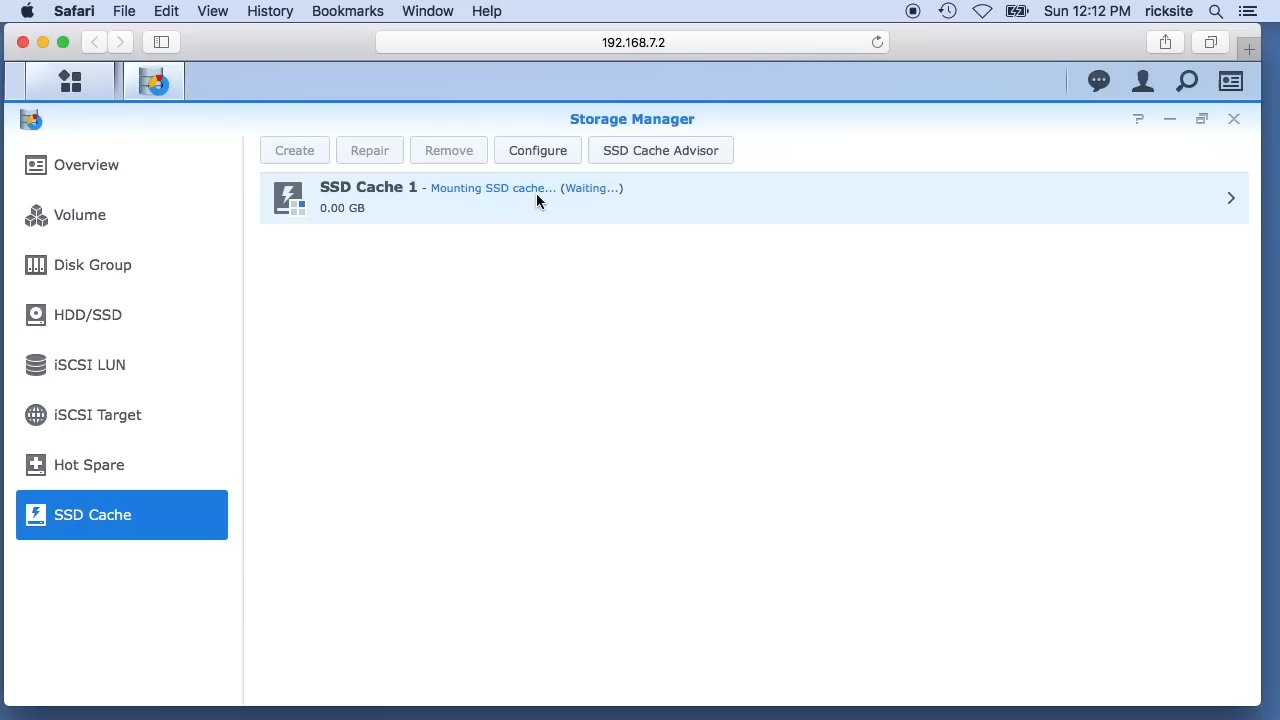 Safari File Edit View History Bookmarks Window Help Sun 12:12 PM ricksite
192.168.7.2
Storage Manager
Create Repair Remove Configure SSD Cache Advisor
Overview
Volume
Disk Group
HDD/SSD
iSCSI LUN
iSCSI Target
Hot Spare
SSD Cache
SSD Cache 1 - Mounting SSD cache... (Waiting...)
0.00 GB